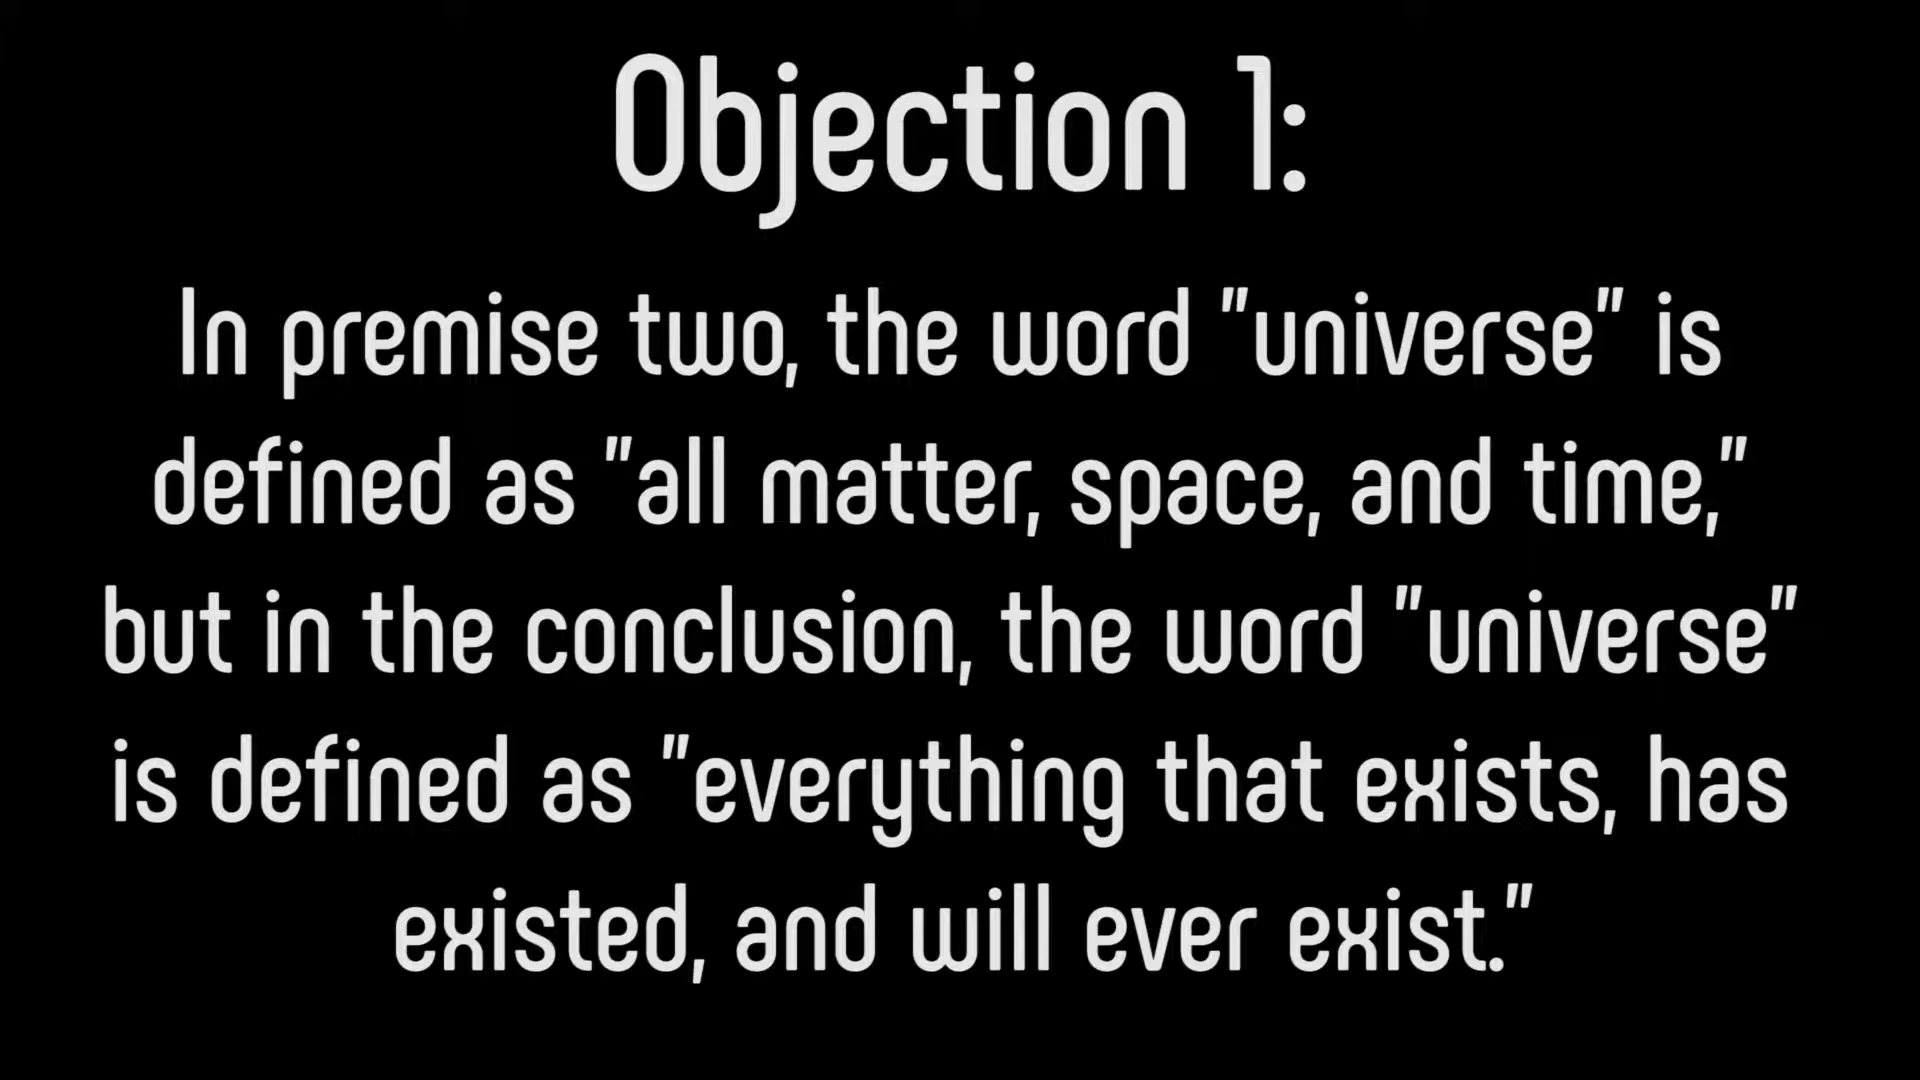 Objection 1:
In premise two, the word "universe" is
defined as "all matter, space, and time,"
but in the conclusion, the word "universe"
is defined as "everything that exists, has
existed, and will ever exist."